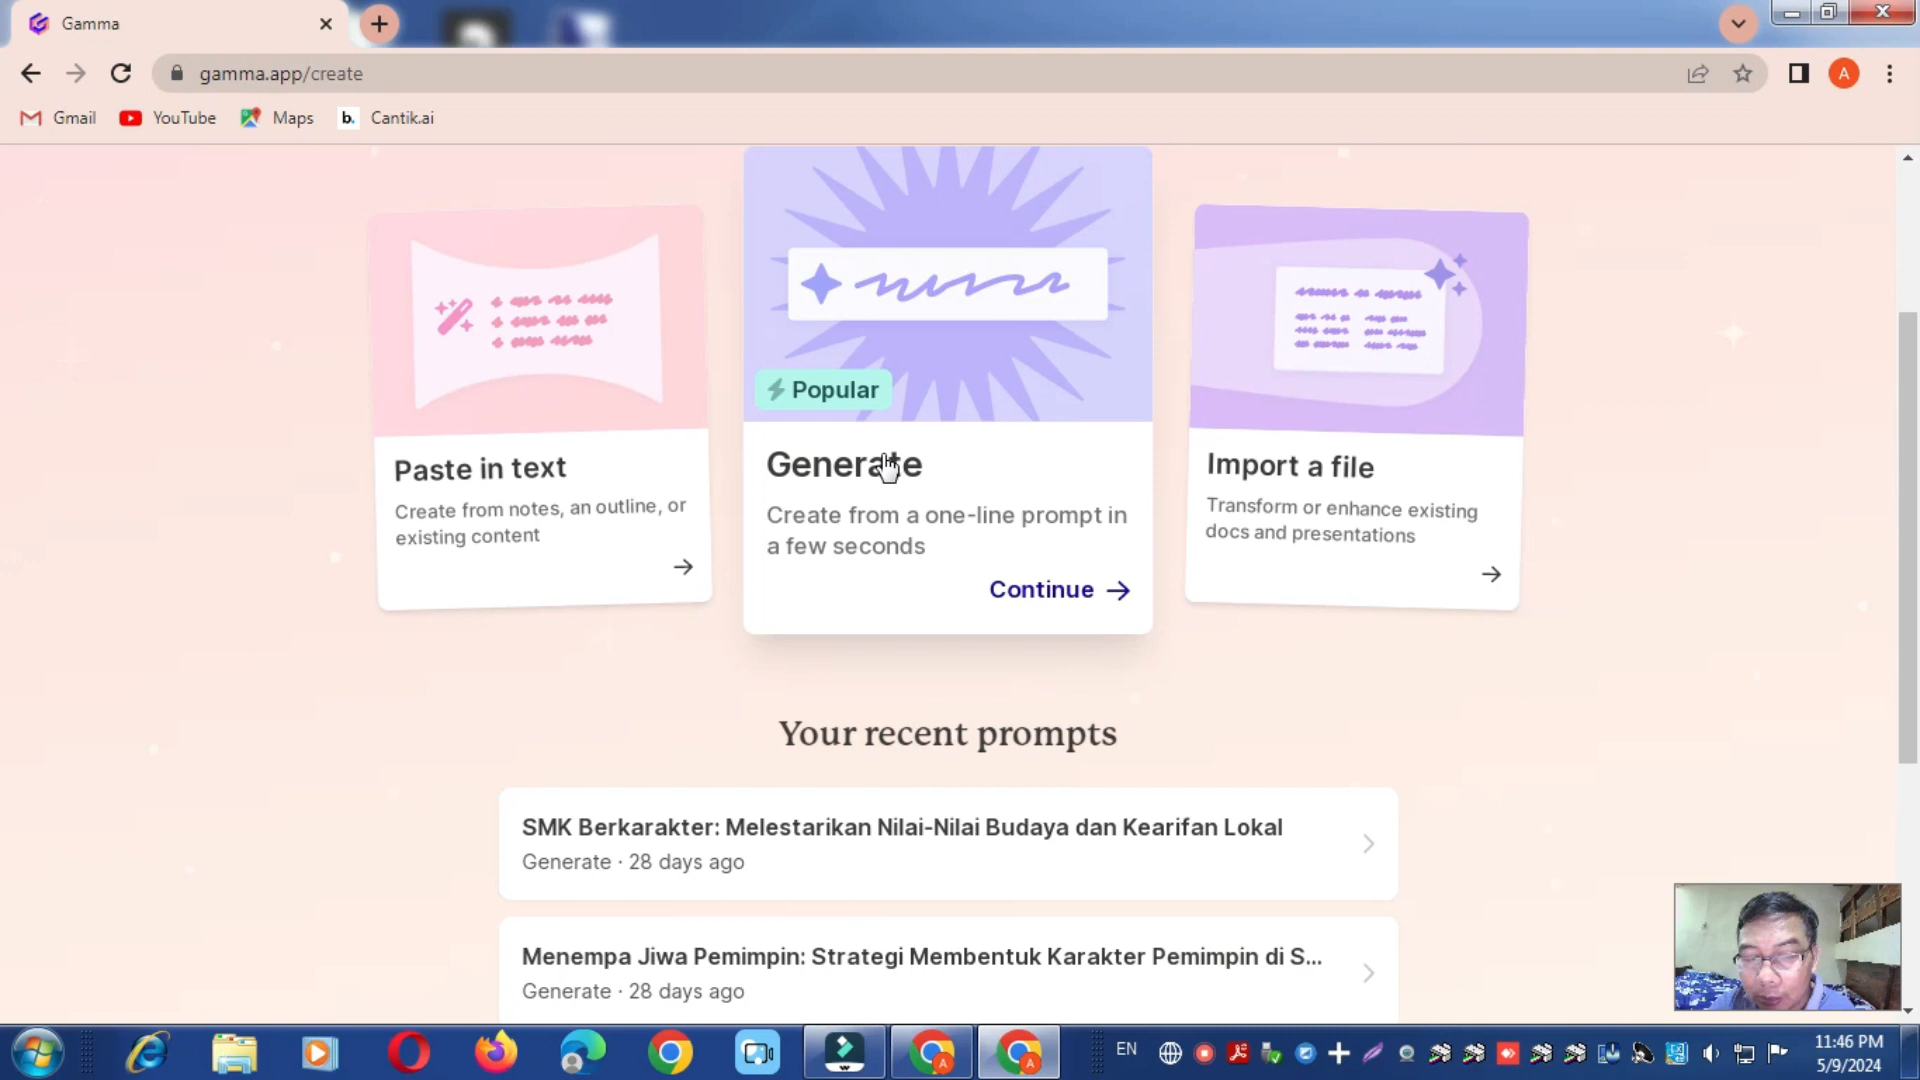 Gamma
gamma.app/create
A
Gmail
YouTube
Maps
b.
Cantik.ai
Popular
Paste in text
Create from notes, an outline, or
existing content
Generate
Create from a one-line prompt in
a few seconds
Continue
Import a file
Transform or enhance existing
docs and presentations
Your recent prompts
SMK Berkarakter: Melestarikan Nilai-Nilai Budaya dan Kearifan Lokal
Generate · 28 days ago
Menempa Jiwa Pemimpin: Strategi Membentuk Karakter Pemimpin di S...
Generate · 28 days ago
EN
11:46 PM
5/9/2024